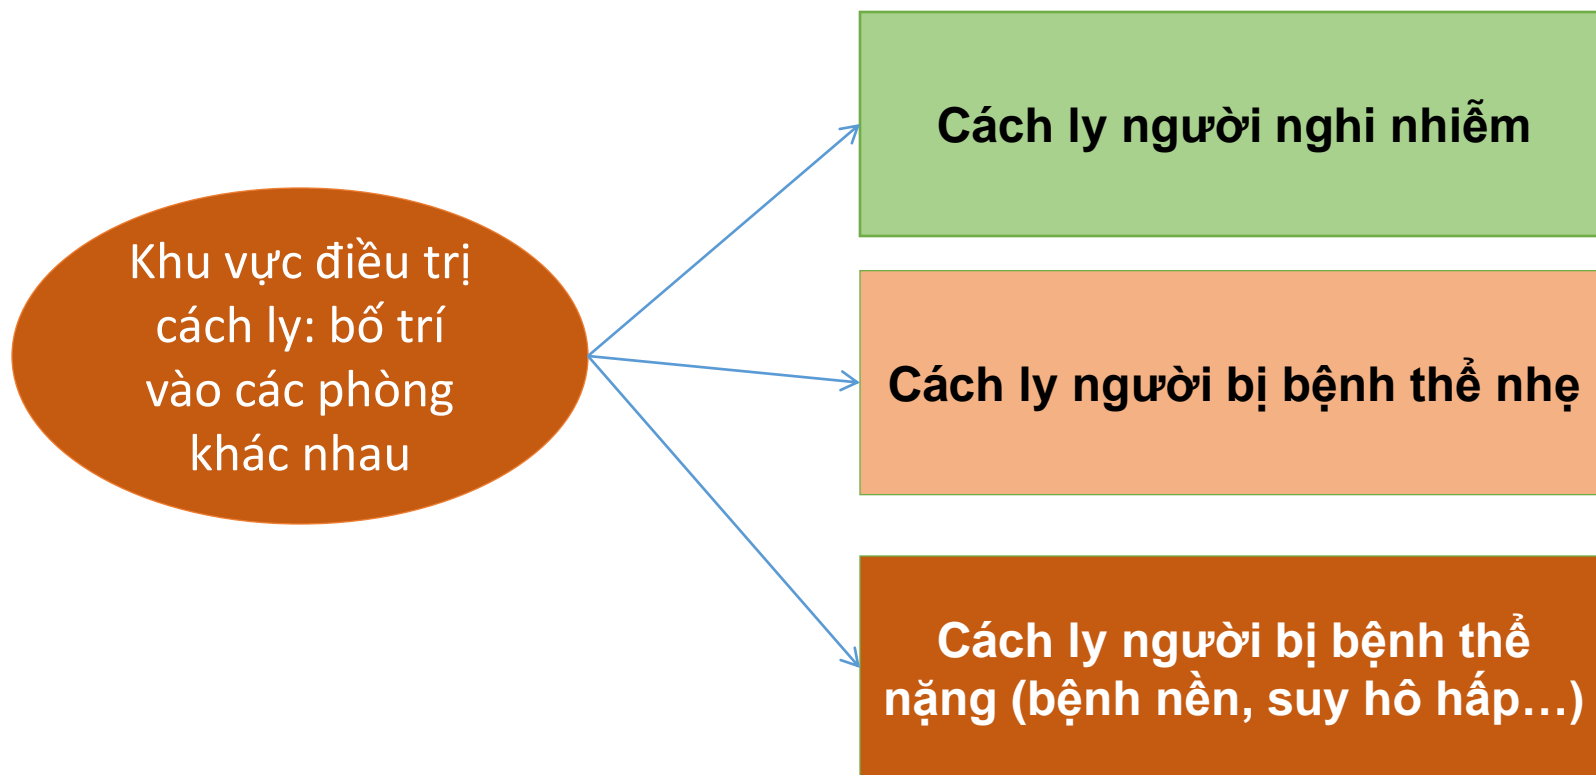 Khu vực điều trị
cách ly: bố trí
vào các phòng
khác nhau
Cách ly người nghi nhiễm
Cách ly người bị bệnh thể nhẹ
Cách ly người bị bệnh thể
nặng (bệnh nền, suy hô hấp…)